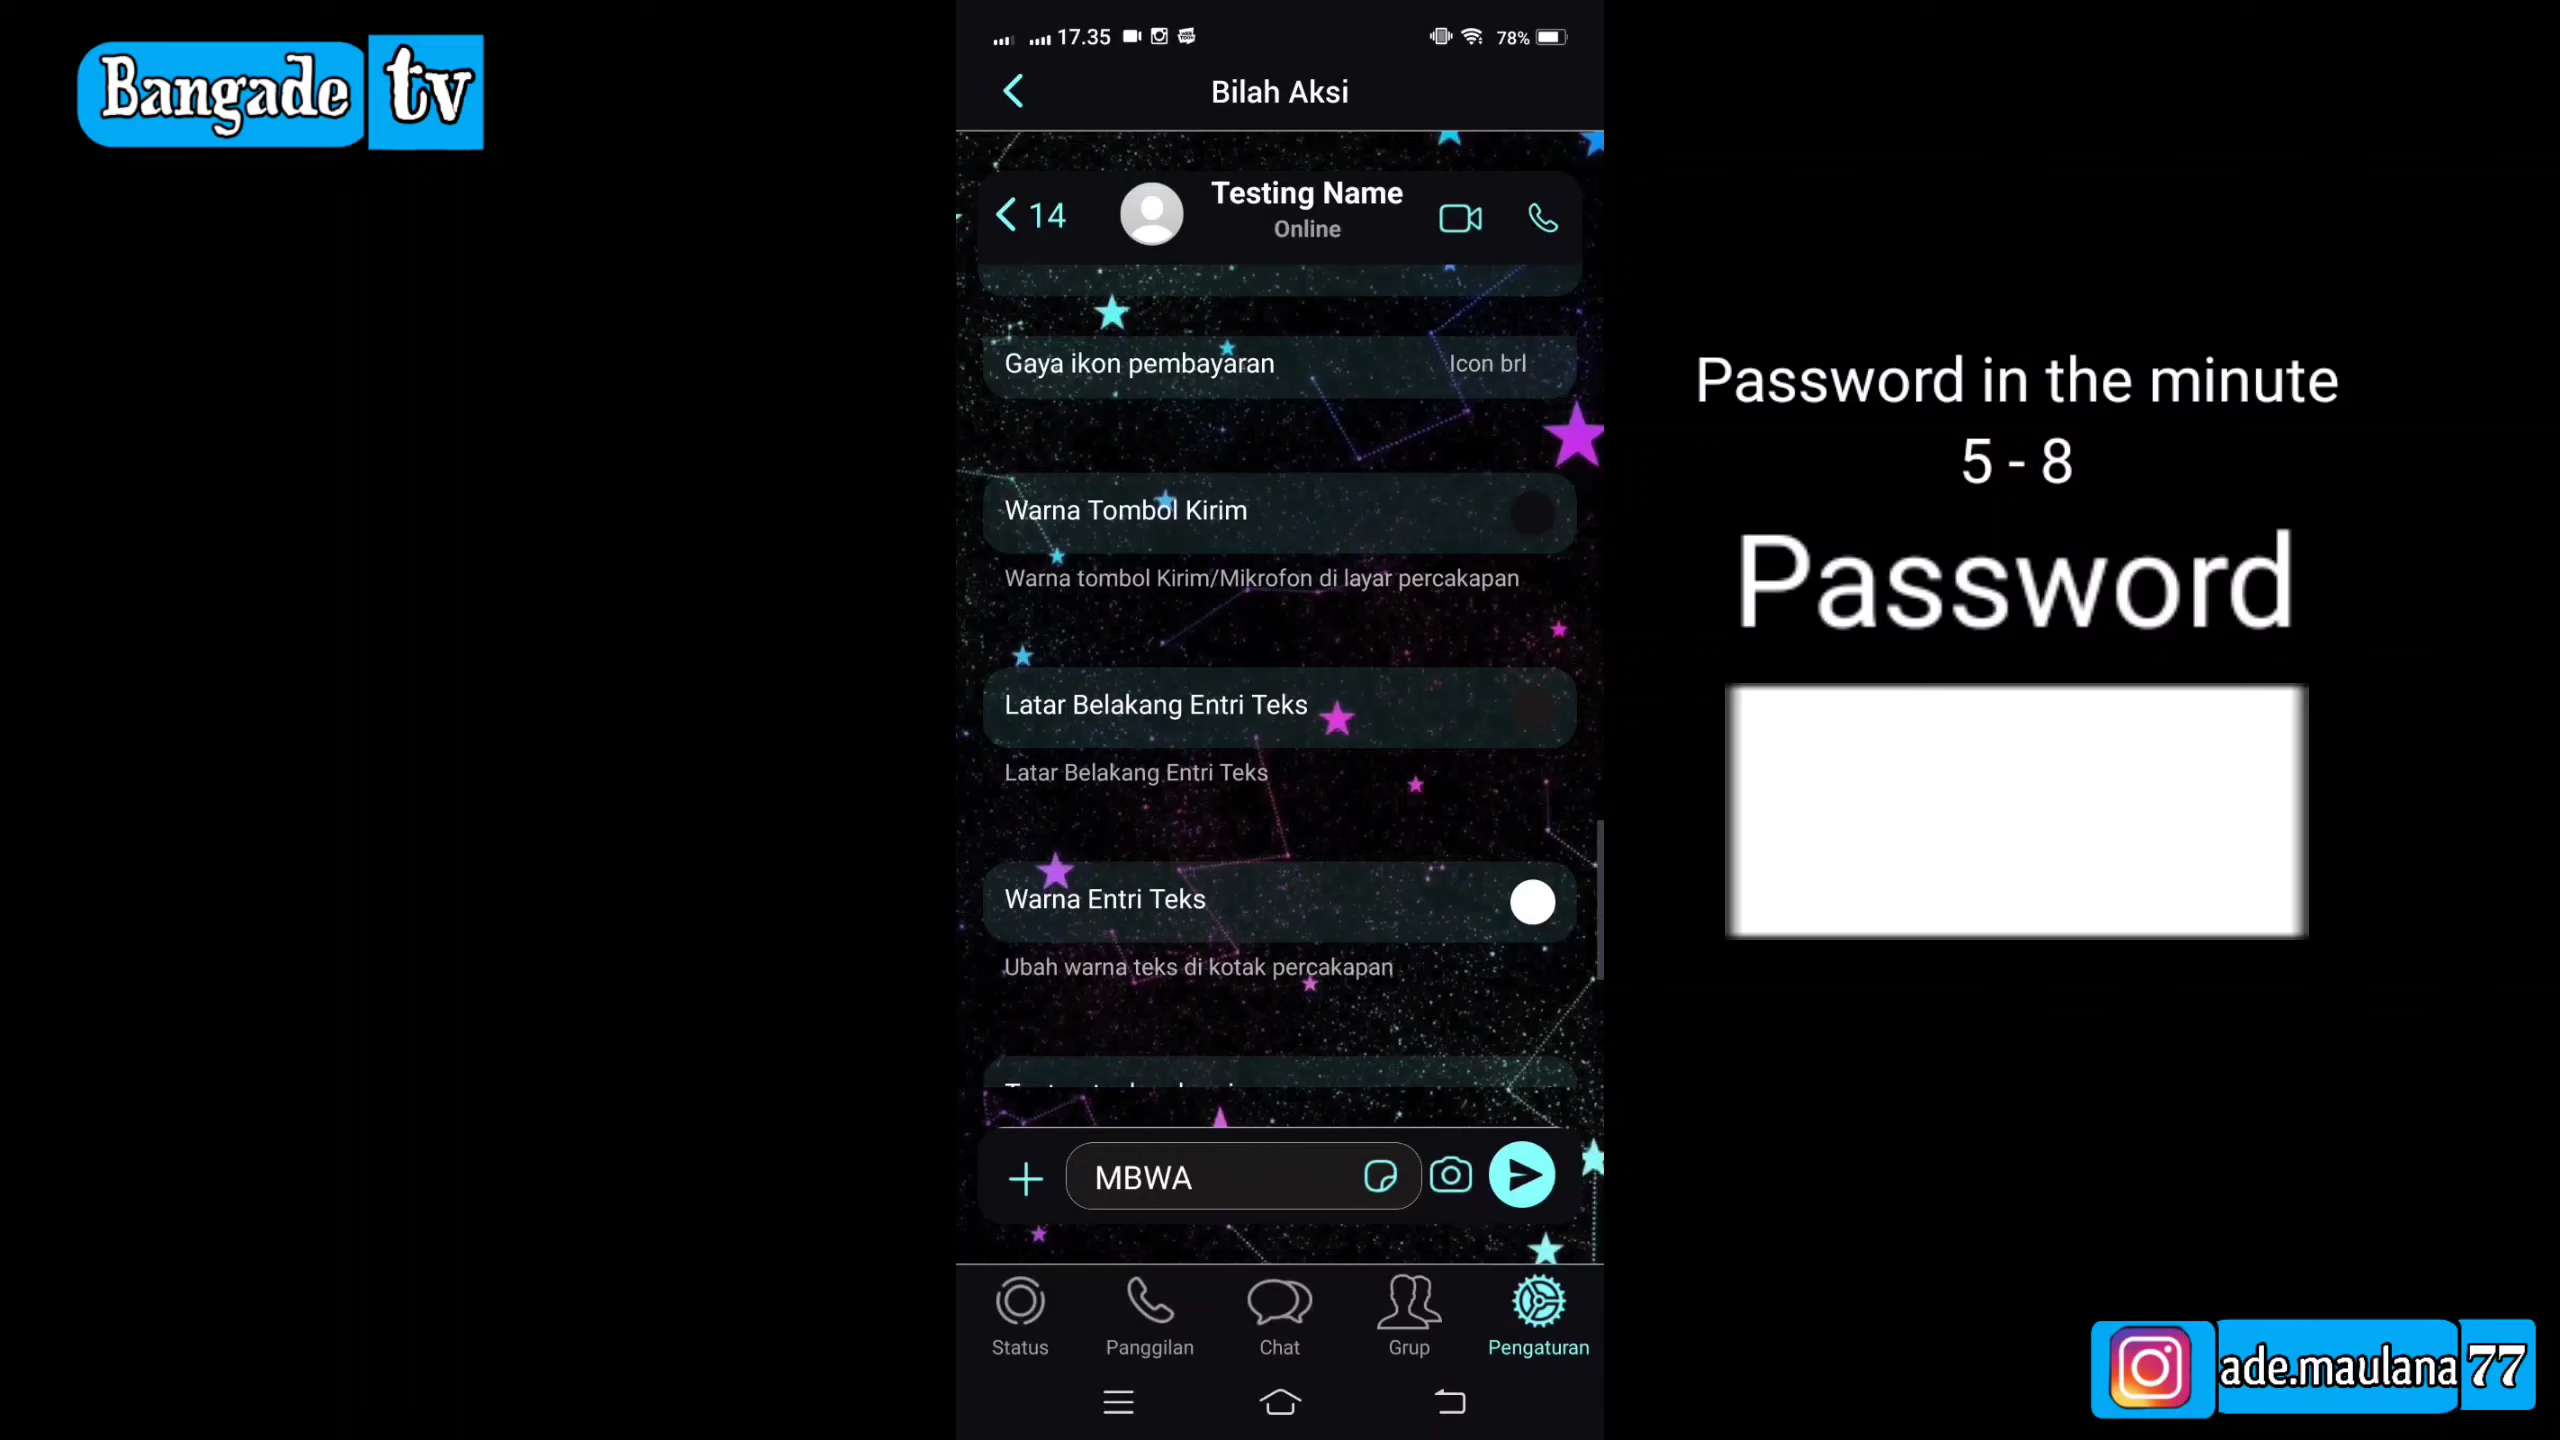 Bangade tv
17.35
78%
Bilah Aksi
14
Testing Name
Online
Gaya ikon pembayaran
Icon brl
Warna Tombol Kirim
Warna tombol Kirim/Mikrofon di layar percakapan
Latar Belakang Entri Teks
Latar Belakang Entri Teks
Warna Entri Teks
Ubah warna teks di kotak percakapan
MBWA
Status
Panggilan
Chat
Grup
Pengaturan
Password in the minute
5 - 8
Password
ade.maulana 77